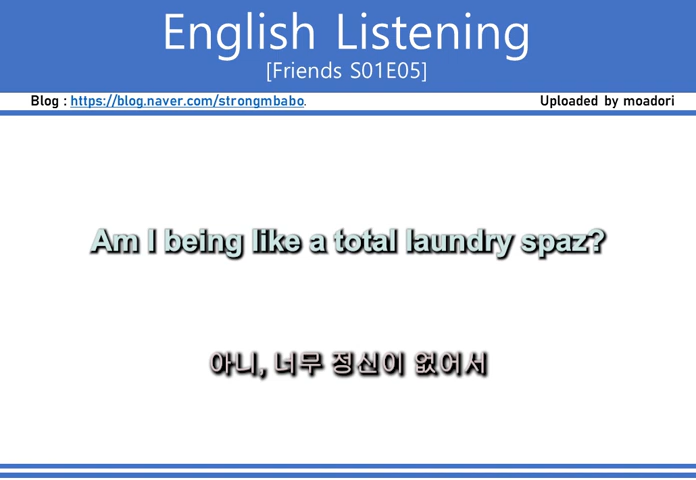 English Listening
[Friends S01E05]
Blog : https://blog.naver.com/strongmbabo.
Uploaded by moadori
Am I being like a total laundry spaz?
아니, 너무 정신이 없어서